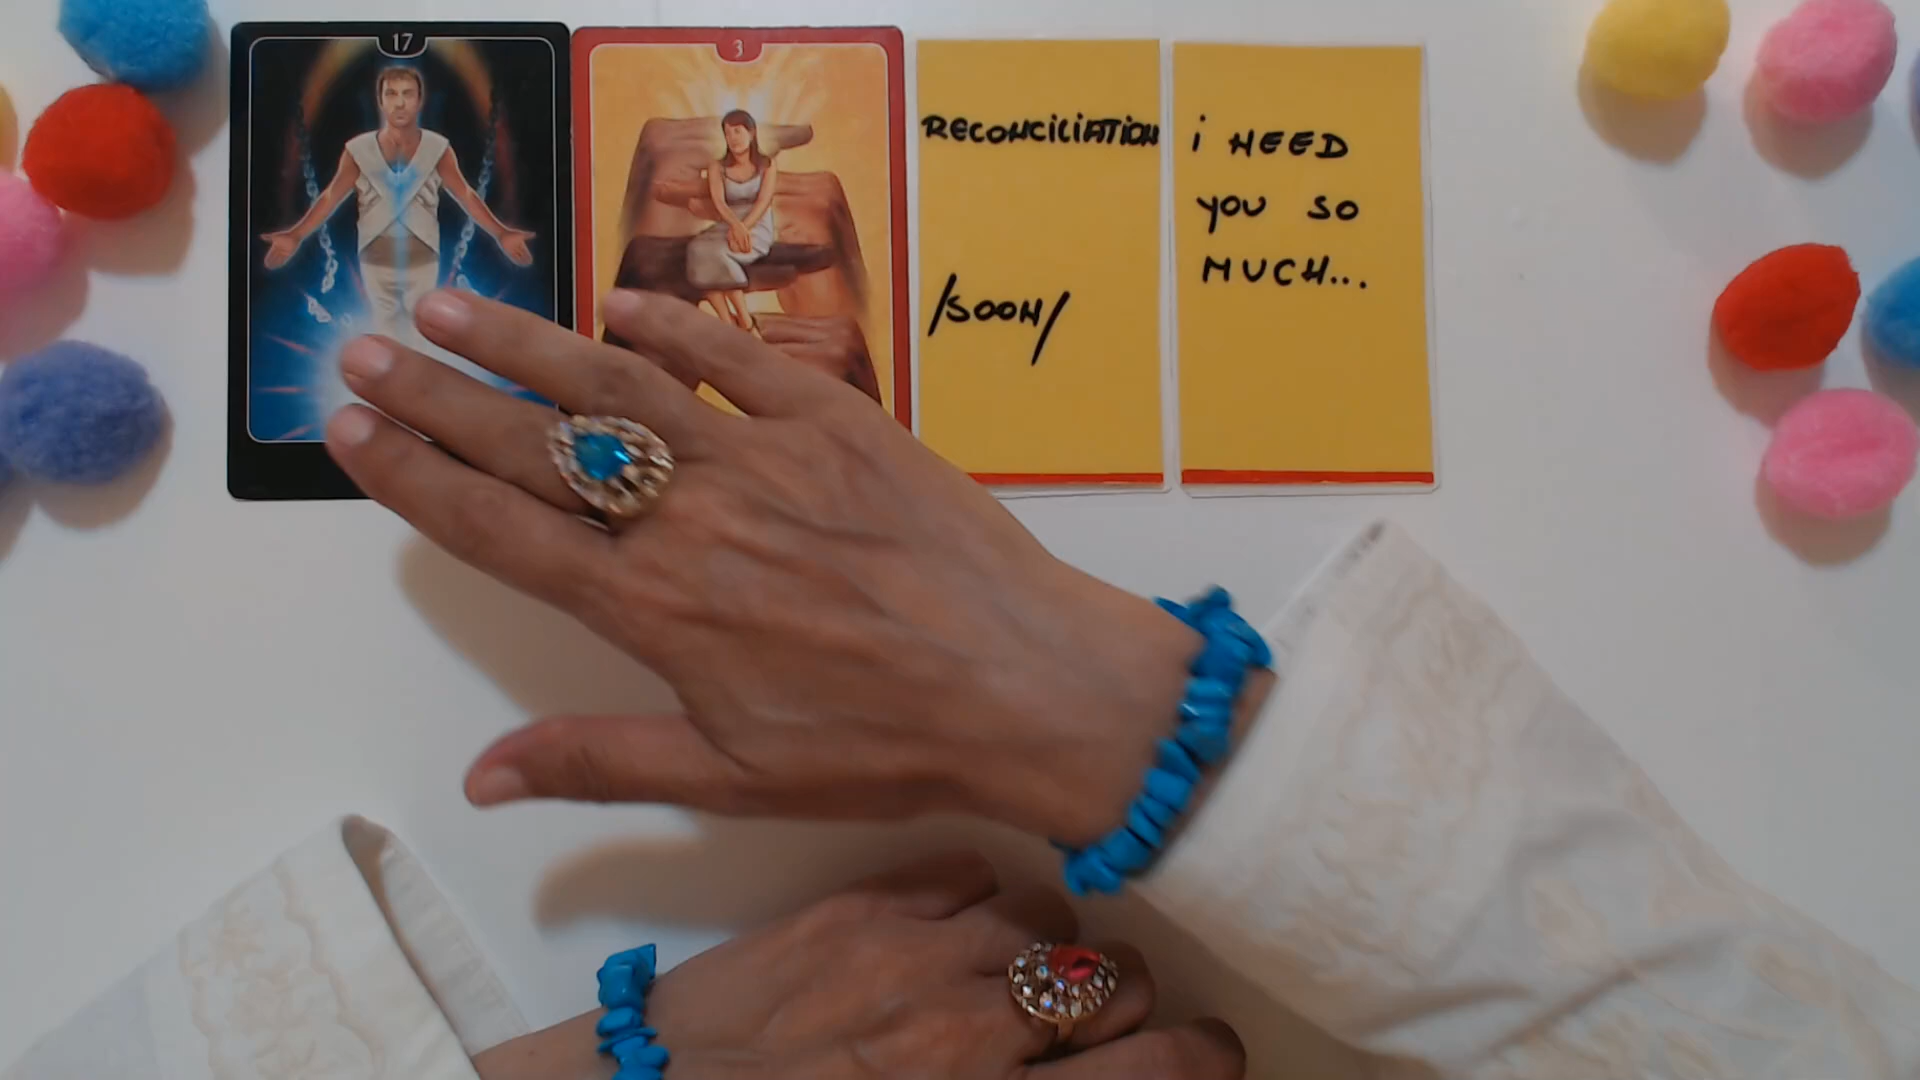 17
3
RECONCILIATION
/SOON/
i NEED
YOU SO
MUCH...